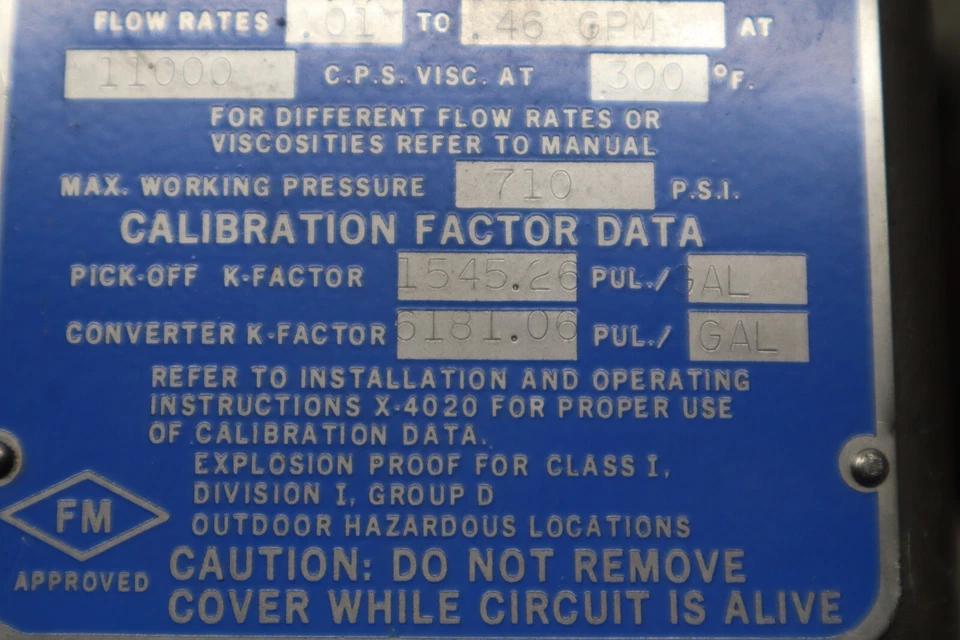 FLOW RATES .01 TO .46 GPM AT
11000 C.P.S. VISC. AT 300 °F.
FOR DIFFERENT FLOW RATES OR
VISCOSITIES REFER TO MANUAL
MAX. WORKING PRESSURE 710 P.S.I.
CALIBRATION FACTOR DATA
PICK-OFF K-FACTOR 1545.26 PUL./GAL
CONVERTER K-FACTOR 6181.06 PUL./ GAL
REFER TO INSTALLATION AND OPERATING
INSTRUCTIONS X-4020 FOR PROPER USE
OF CALIBRATION DATA.
EXPLOSION PROOF FOR CLASS I,
DIVISION I, GROUP D
OUTDOOR HAZARDOUS LOCATIONS
FM
APPROVED
CAUTION: DO NOT REMOVE
COVER WHILE CIRCUIT IS ALIVE